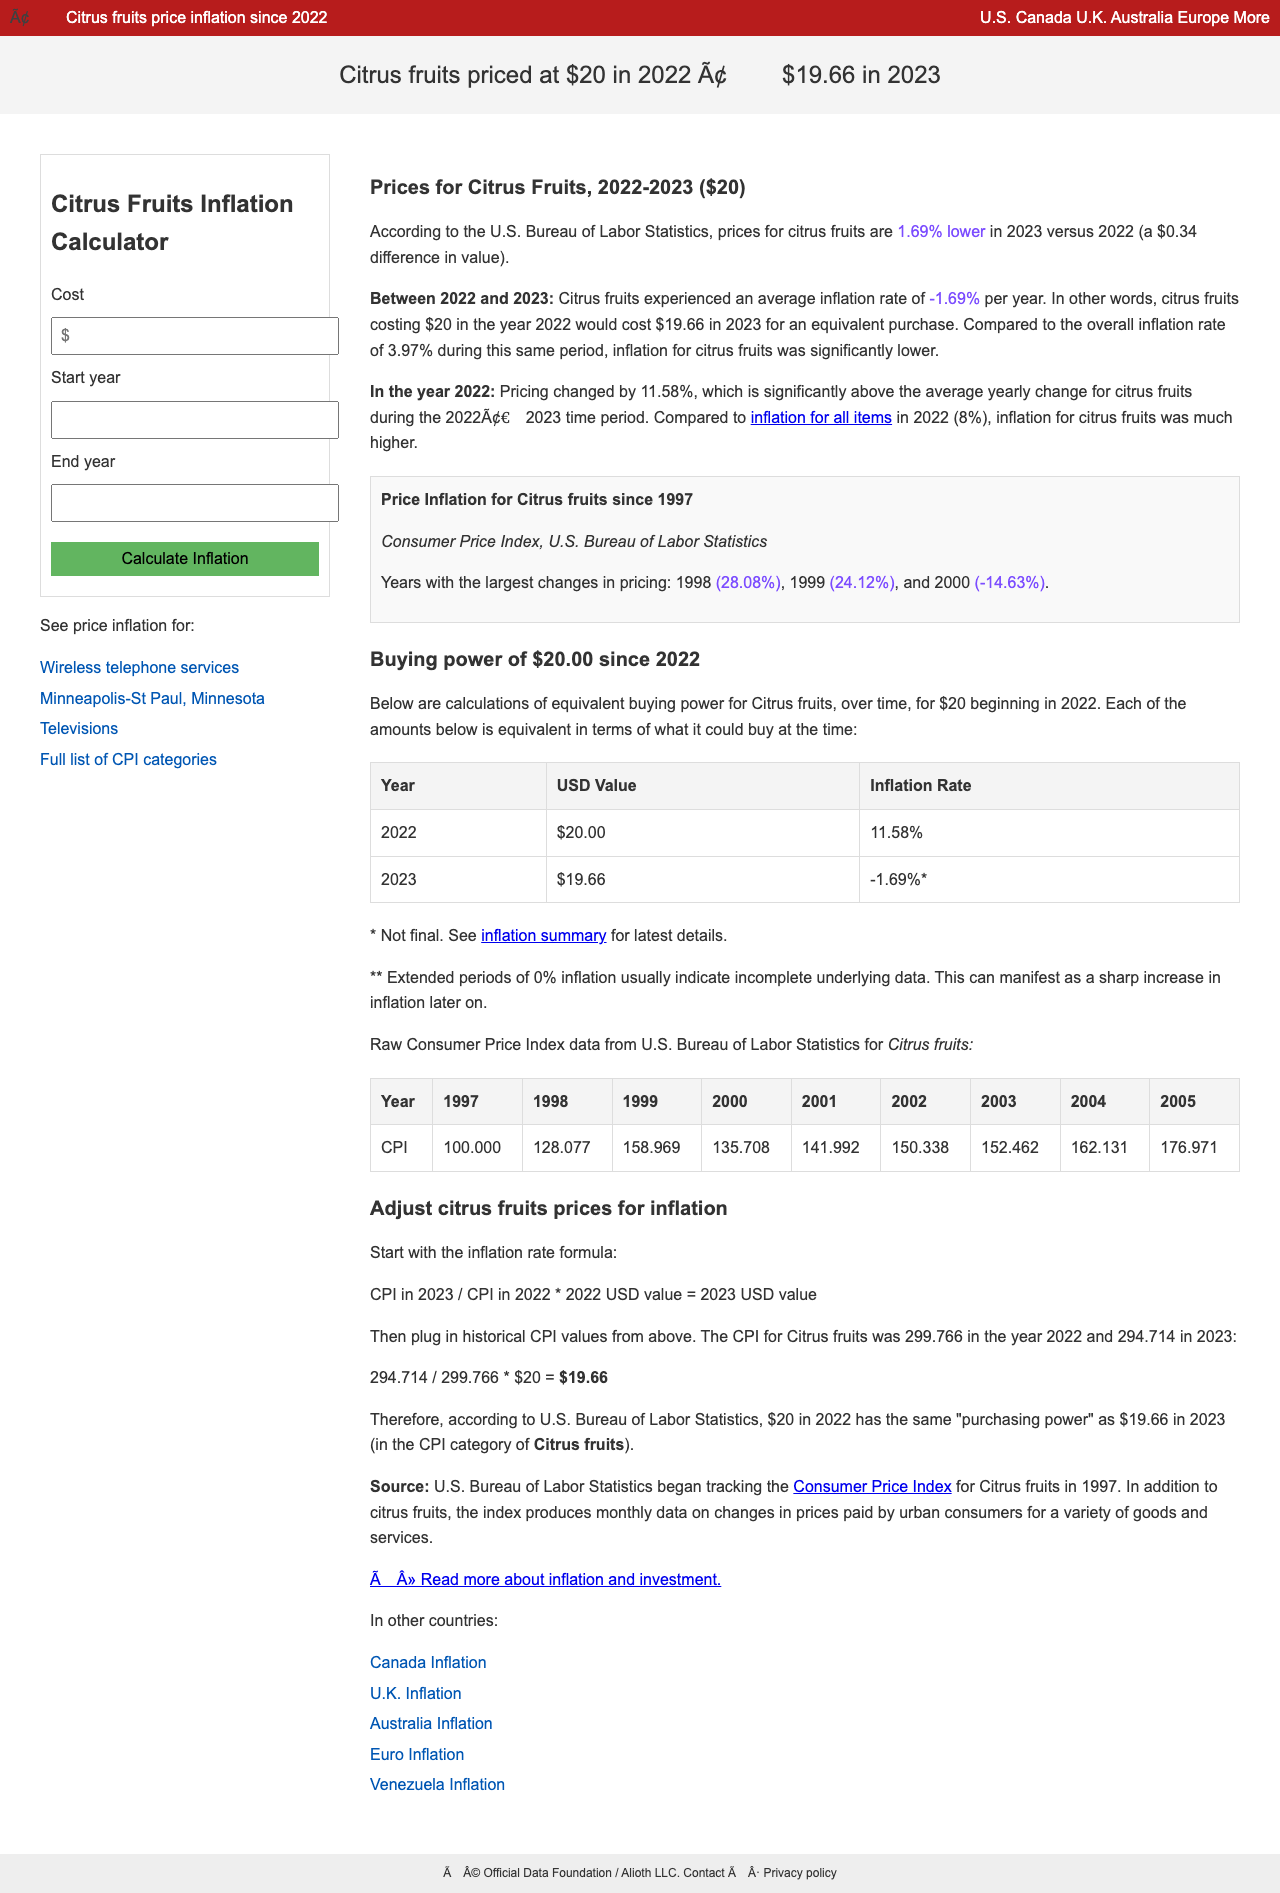 Ã¢ Citrus fruits price inflation since 2022 U.S. Canada U.K. Australia Europe More
Citrus fruits priced at $20 in 2022 Ã¢ $19.66 in 2023
Citrus Fruits Inflation
Calculator
Cost
$
Start year
End year
Calculate Inflation
See price inflation for:
Wireless telephone services
Minneapolis-St Paul, Minnesota
Televisions
Full list of CPI categories
Prices for Citrus Fruits, 2022-2023 ($20)
According to the U.S. Bureau of Labor Statistics, prices for citrus fruits are 1.69% lower in 2023 versus 2022 (a $0.34
difference in value).
Between 2022 and 2023: Citrus fruits experienced an average inflation rate of -1.69% per year. In other words, citrus fruits
costing $20 in the year 2022 would cost $19.66 in 2023 for an equivalent purchase. Compared to the overall inflation rate
of 3.97% during this same period, inflation for citrus fruits was significantly lower.
In the year 2022: Pricing changed by 11.58%, which is significantly above the average yearly change for citrus fruits
during the 2022Ã¢€ 2023 time period. Compared to inflation for all items in 2022 (8%), inflation for citrus fruits was much
higher.
Price Inflation for Citrus fruits since 1997
Consumer Price Index, U.S. Bureau of Labor Statistics
Years with the largest changes in pricing: 1998 (28.08%), 1999 (24.12%), and 2000 (-14.63%).
Buying power of $20.00 since 2022
Below are calculations of equivalent buying power for Citrus fruits, over time, for $20 beginning in 2022. Each of the
amounts below is equivalent in terms of what it could buy at the time:
Year USD Value Inflation Rate
2022 $20.00 11.58%
2023 $19.66 -1.69%*
* Not final. See inflation summary for latest details.
** Extended periods of 0% inflation usually indicate incomplete underlying data. This can manifest as a sharp increase in
inflation later on.
Raw Consumer Price Index data from U.S. Bureau of Labor Statistics for Citrus fruits:
Year 1997 1998 1999 2000 2001 2002 2003 2004 2005
CPI 100.000 128.077 158.969 135.708 141.992 150.338 152.462 162.131 176.971
Adjust citrus fruits prices for inflation
Start with the inflation rate formula:
CPI in 2023 / CPI in 2022 * 2022 USD value = 2023 USD value
Then plug in historical CPI values from above. The CPI for Citrus fruits was 299.766 in the year 2022 and 294.714 in 2023:
294.714 / 299.766 * $20 = $19.66
Therefore, according to U.S. Bureau of Labor Statistics, $20 in 2022 has the same "purchasing power" as $19.66 in 2023
(in the CPI category of Citrus fruits).
Source: U.S. Bureau of Labor Statistics began tracking the Consumer Price Index for Citrus fruits in 1997. In addition to
citrus fruits, the index produces monthly data on changes in prices paid by urban consumers for a variety of goods and
services.
Ã Â» Read more about inflation and investment.
In other countries:
Canada Inflation
U.K. Inflation
Australia Inflation
Euro Inflation
Venezuela Inflation
Ã Â© Official Data Foundation / Alioth LLC. Contact Ã Â· Privacy policy